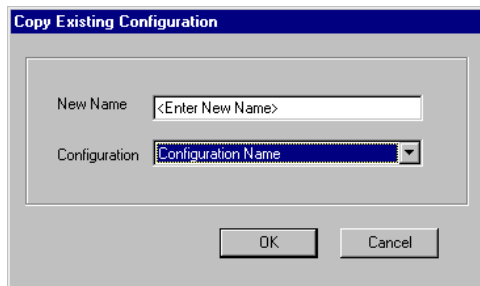 Copy Existing Configuration
New Name <Enter New Name>
Configuration Configuration Name
OK Cancel